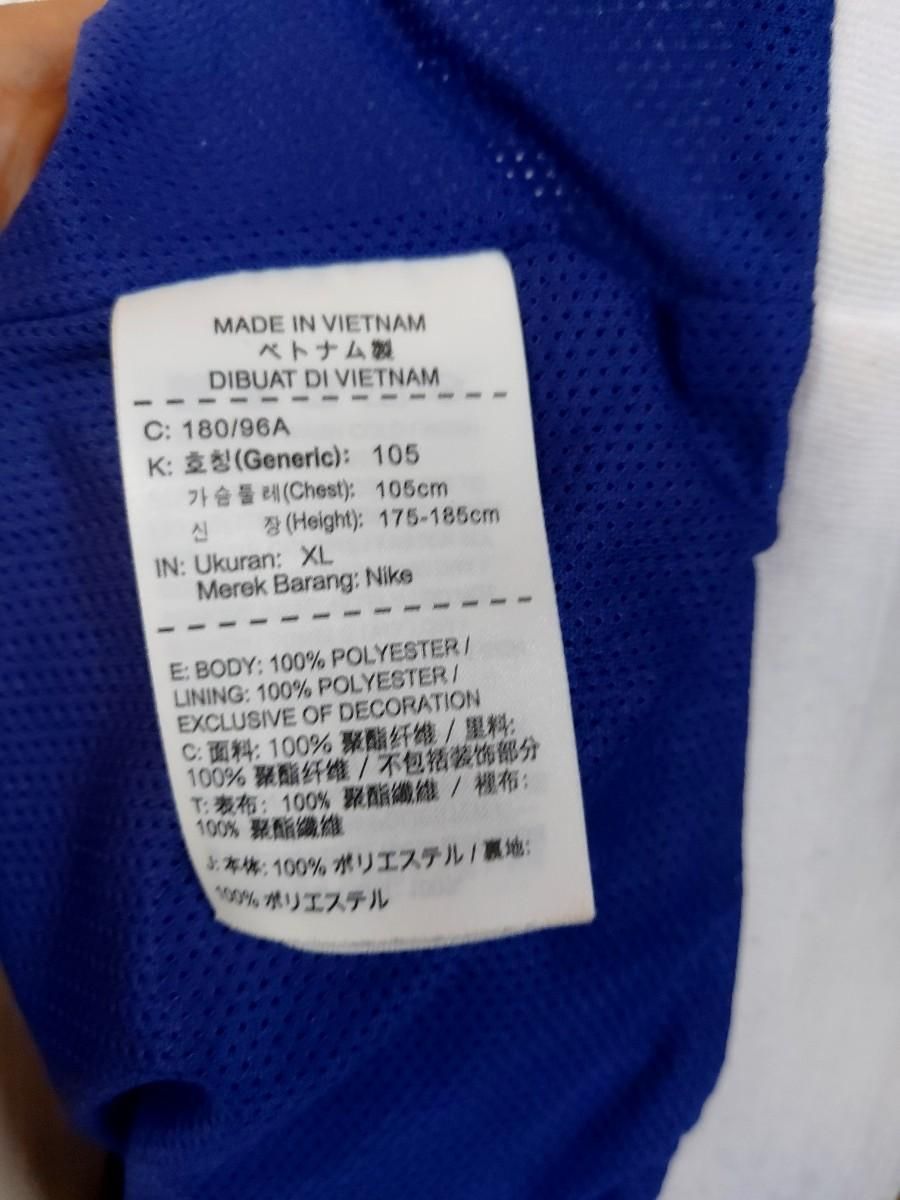 MADE IN VIETNAM
ベトナム製
DIBUAT DI VIETNAM
C: 180/96A
K: 호칭(Generic): 105
가슴둘레(Chest): 105cm
신 장(Height): 175-185cm
IN: Ukuran: XL
Merek Barang: Nike
E: BODY: 100% POLYESTER /
LINING: 100% POLYESTER /
EXCLUSIVE OF DECORATION
C: 面料: 100% 聚酯纤维 / 里料:
100% 聚酯纤维 / 不包括装饰部分
T: 表布: 100% 聚酯纖維 / 裡布:
100% 聚酯纖維
J: 本体: 100% ポリエステル / 裏地:
100% ポリエステル